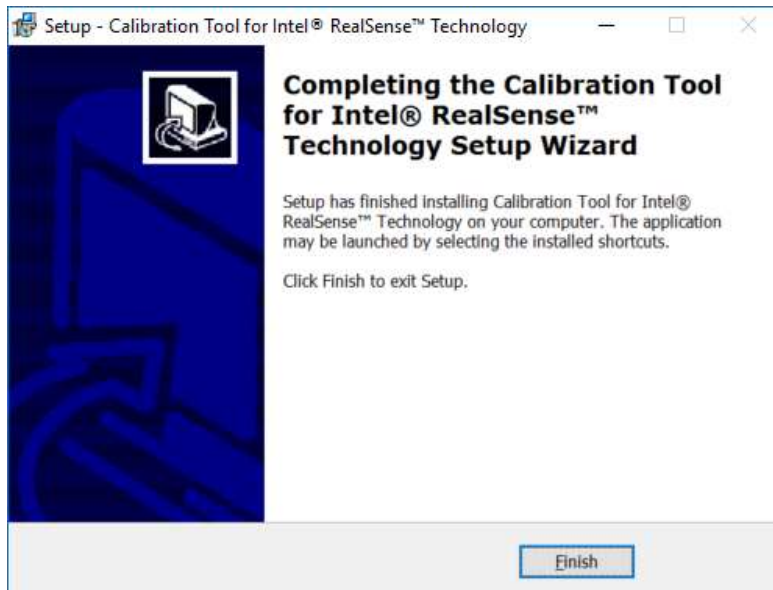 Setup - Calibration Tool for Intel® RealSense™ Technology
Completing the Calibration Tool
for Intel® RealSense™
Technology Setup Wizard
Setup has finished installing Calibration Tool for Intel®
RealSense™ Technology on your computer. The application
may be launched by selecting the installed shortcuts.
Click Finish to exit Setup.
Finish